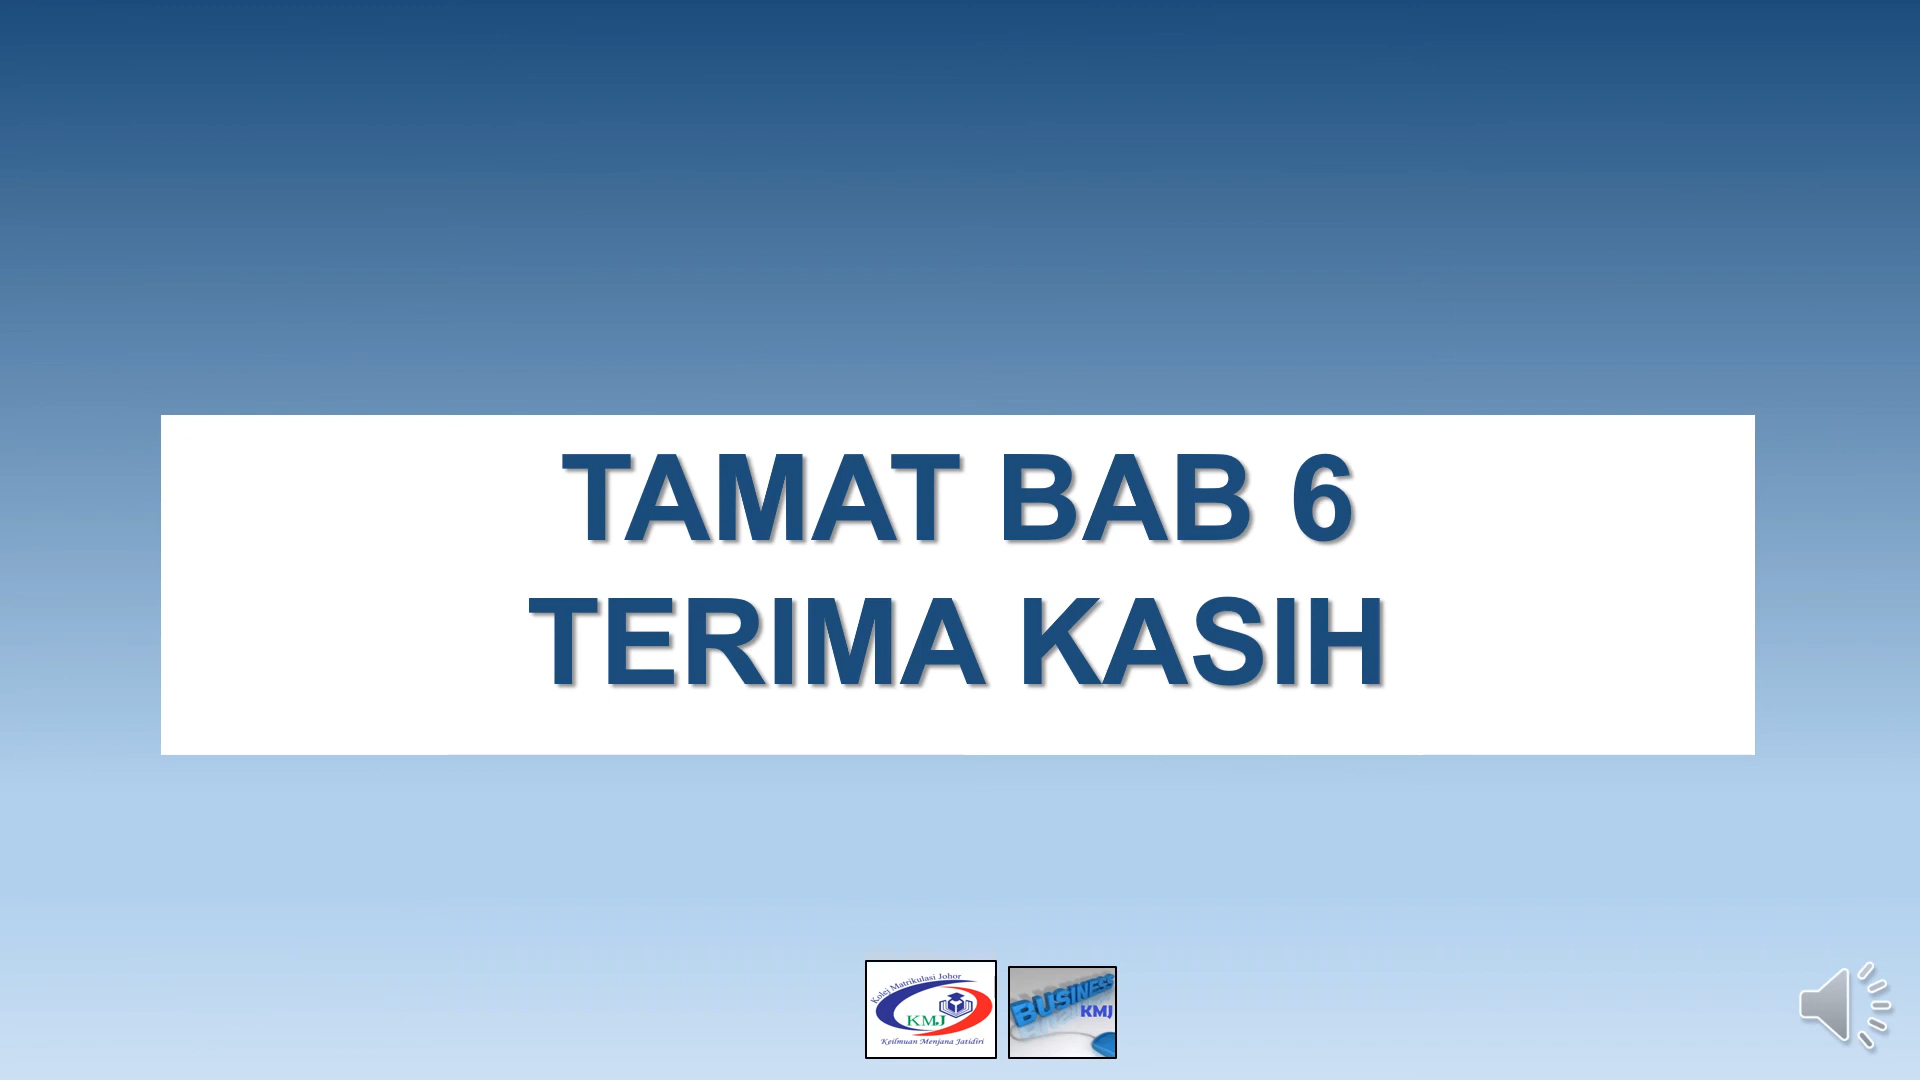 TAMAT BAB 6
TERIMA KASIH
Kolej Matrikulasi Johor
KMJ
Keilmuan Menjana Jatidiri
BUSINESS
KMJ